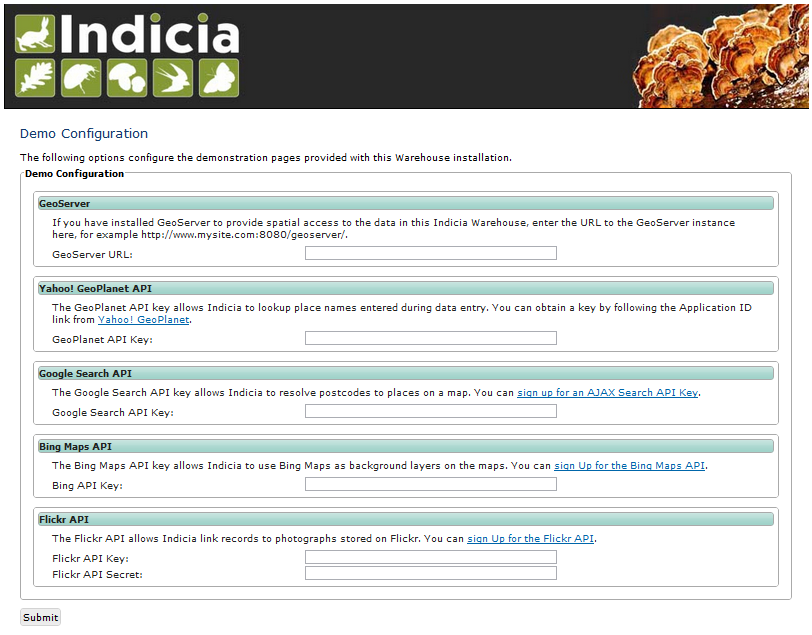 Indicia
Demo Configuration
The following options configure the demonstration pages provided with this Warehouse installation.
Demo Configuration
GeoServer
If you have installed GeoServer to provide spatial access to the data in this Indicia Warehouse, enter the URL to the GeoServer instance
here, for example http://www.mysite.com:8080/geoserver/.
GeoServer URL:
Yahoo! GeoPlanet API
The GeoPlanet API key allows Indicia to lookup place names entered during data entry. You can obtain a key by following the Application ID
link from Yahoo! GeoPlanet.
GeoPlanet API Key:
Google Search API
The Google Search API key allows Indicia to resolve postcodes to places on a map. You can sign up for an AJAX Search API Key.
Google Search API Key:
Bing Maps API
The Bing Maps API key allows Indicia to use Bing Maps as background layers on the maps. You can sign Up for the Bing Maps API.
Bing API Key:
Flickr API
The Flickr API allows Indicia link records to photographs stored on Flickr. You can sign Up for the Flickr API.
Flickr API Key:
Flickr API Secret:
Submit